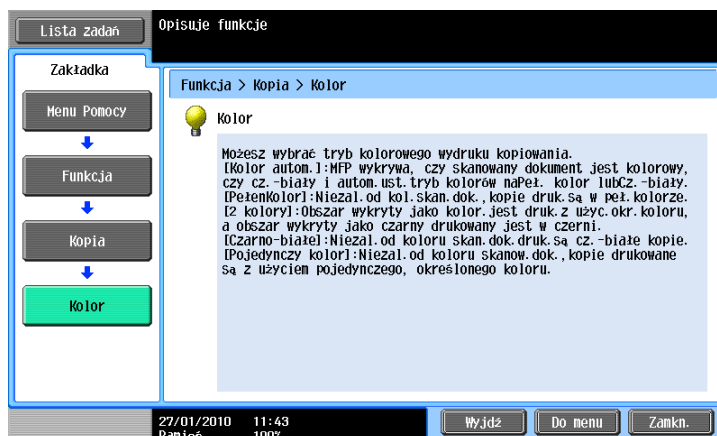 Lista zadań
Opisuje funkcje
Zakładka
Menu Pomocy
Funkcja
Kopia
Kolor
Funkcja > Kopia > Kolor
Kolor
Możesz wybrać tryb kolorowego wydruku kopiowania.
[Kolor autom.]:MFP wykrywa, czy skanowany dokument jest kolorowy,
czy cz.-biały i autom.ust.tryb kolorów naPeł. kolor lubCz.-biały.
[PełenKolor]:Niezal.od kol.skan.dok.,kopie druk.są w peł.kolorze.
[2 kolory]:Obszar wykryty jako kolor.jest druk.z użyc.okr.koloru,
a obszar wykryty jako czarny drukowany jest w czerni.
[Czarno-białe]:Niezal.od koloru skan.dok.druk.są cz.-białe kopie.
[Pojedynczy kolor]:Niezal.od koloru skanow.dok.,kopie drukowane
są z użyciem pojedynczego, określonego koloru.
27/01/2010 11:43
Pamięć 100%
Wyjdź
Do menu
Zamkn.